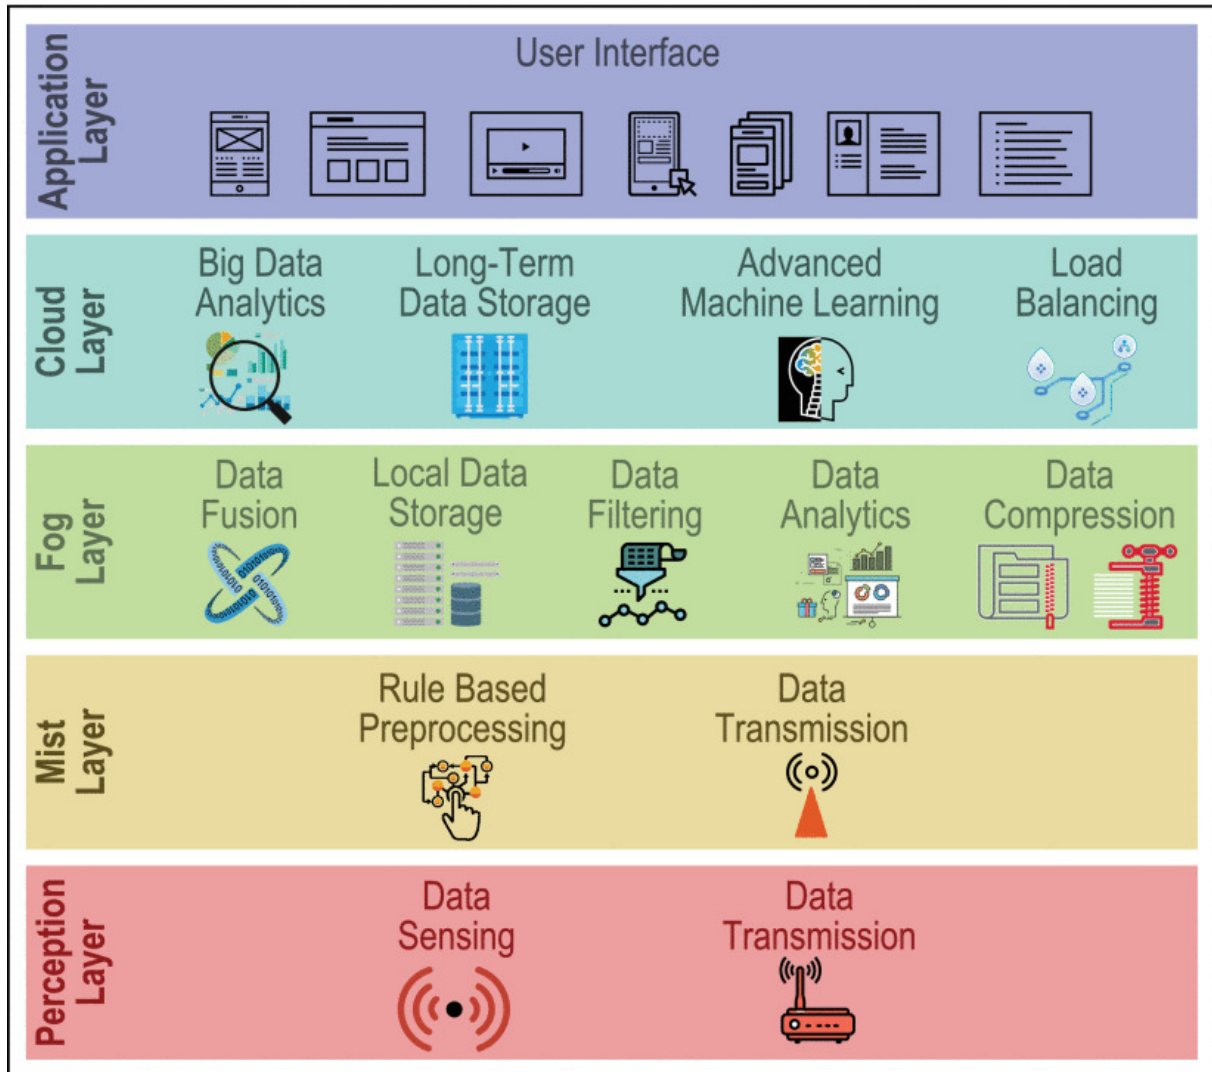 Application
Layer
User Interface
Cloud
Layer
Big Data
Analytics
Long-Term
Data Storage
Advanced
Machine Learning
Load
Balancing
Fog
Layer
Data
Fusion
Local Data
Storage
Data
Filtering
Data
Analytics
Data
Compression
Mist
Layer
Rule Based
Preprocessing
Data
Transmission
Perception
Layer
Data
Sensing
Data
Transmission